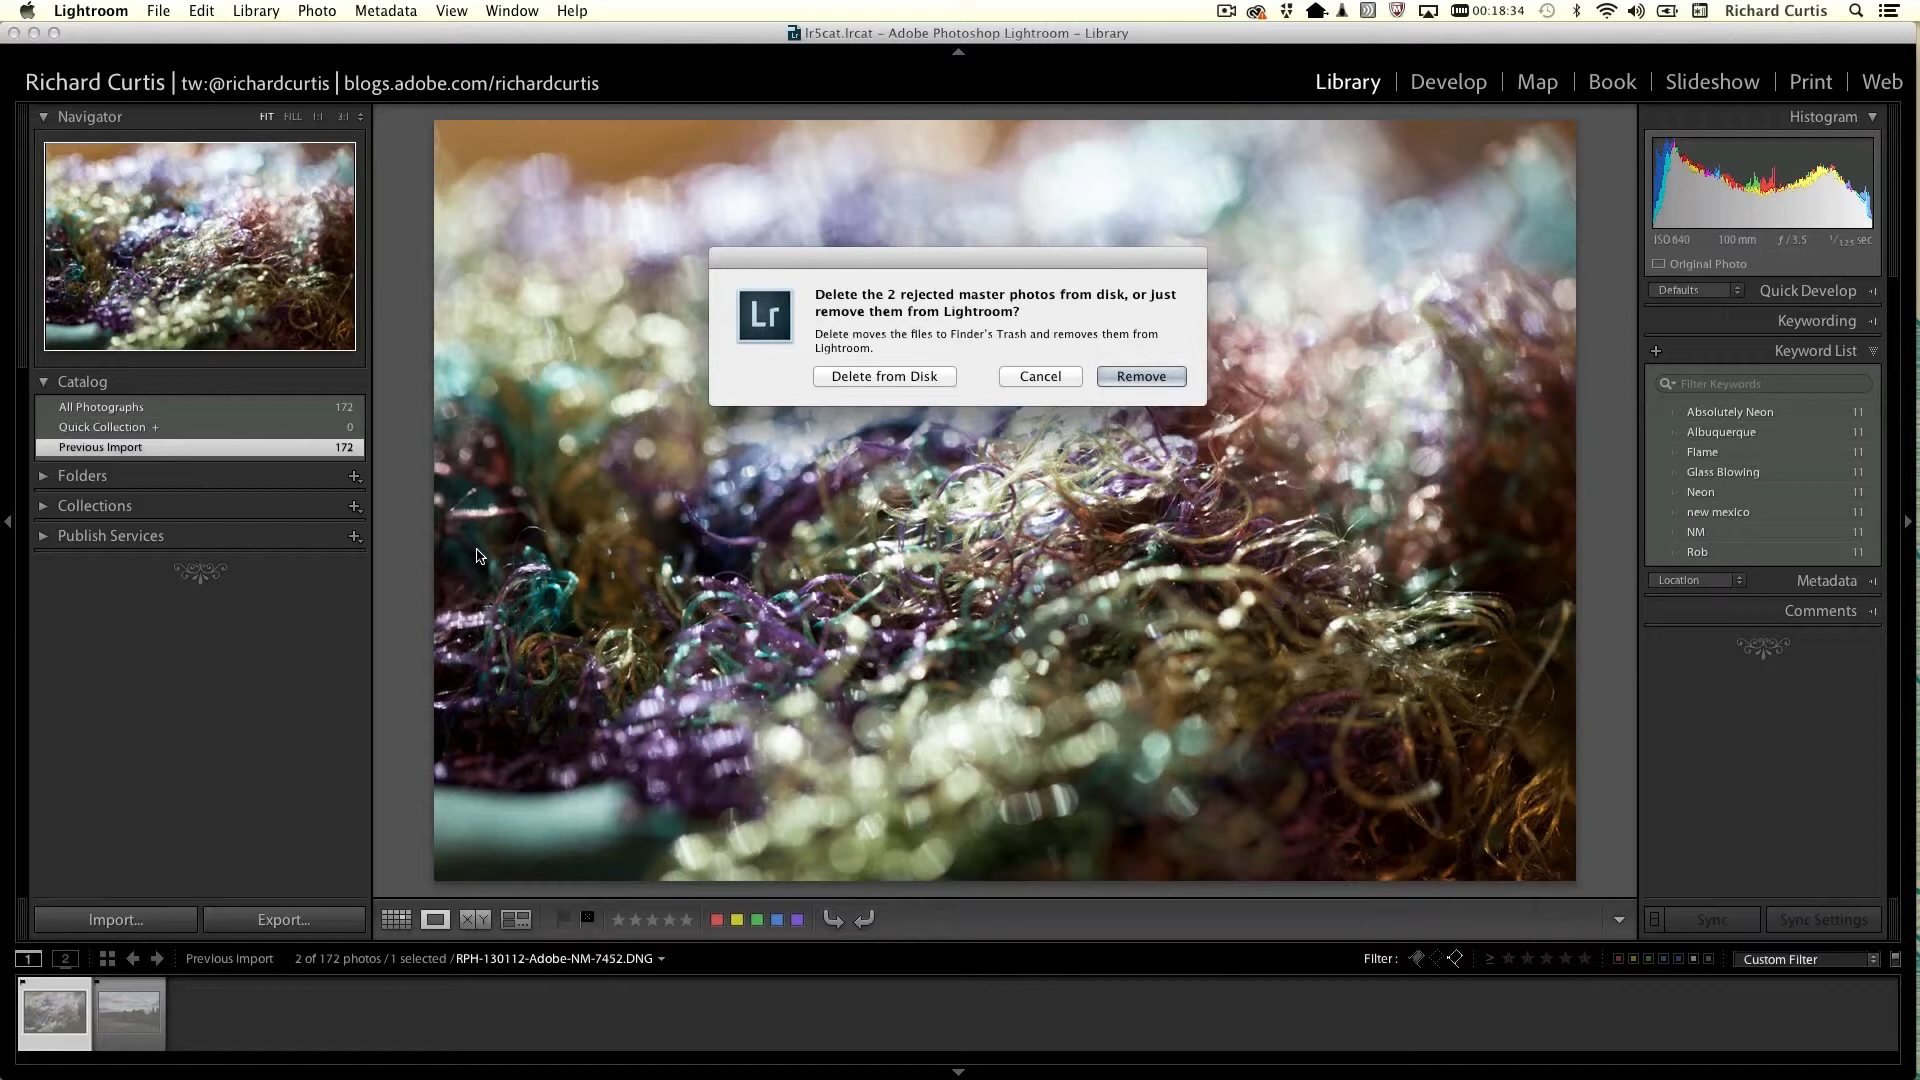 Lightroom File Edit Library Photo Metadata View Window Help 00:18:34 Richard Curtis
lr5cat.lrcat – Adobe Photoshop Lightroom – Library
Richard Curtis | tw:@richardcurtis | blogs.adobe.com/richardcurtis
Library | Develop | Map | Book | Slideshow | Print | Web
Navigator FIT FILL 1:1 3:1
Histogram
ISO 640 100 mm ƒ / 3.5 1/125 sec
Original Photo
Defaults Quick Develop
Keywording
Keyword List
Filter Keywords
Absolutely Neon 11
Albuquerque 11
Flame 11
Glass Blowing 11
Neon 11
new mexico 11
NM 11
Rob 11
Location Metadata
Comments
Delete the 2 rejected master photos from disk, or just
remove them from Lightroom?
Delete moves the files to Finder's Trash and removes them from
Lightroom.
Delete from Disk Cancel Remove
Lr
Catalog
All Photographs 172
Quick Collection + 0
Previous Import 172
Folders
Collections
Publish Services
Import... Export...
X Y
Sync Sync Settings
1 2 Previous Import 2 of 172 photos / 1 selected / RPH-130112-Adobe-NM-7452.DNG Filter : ≥ Custom Filter